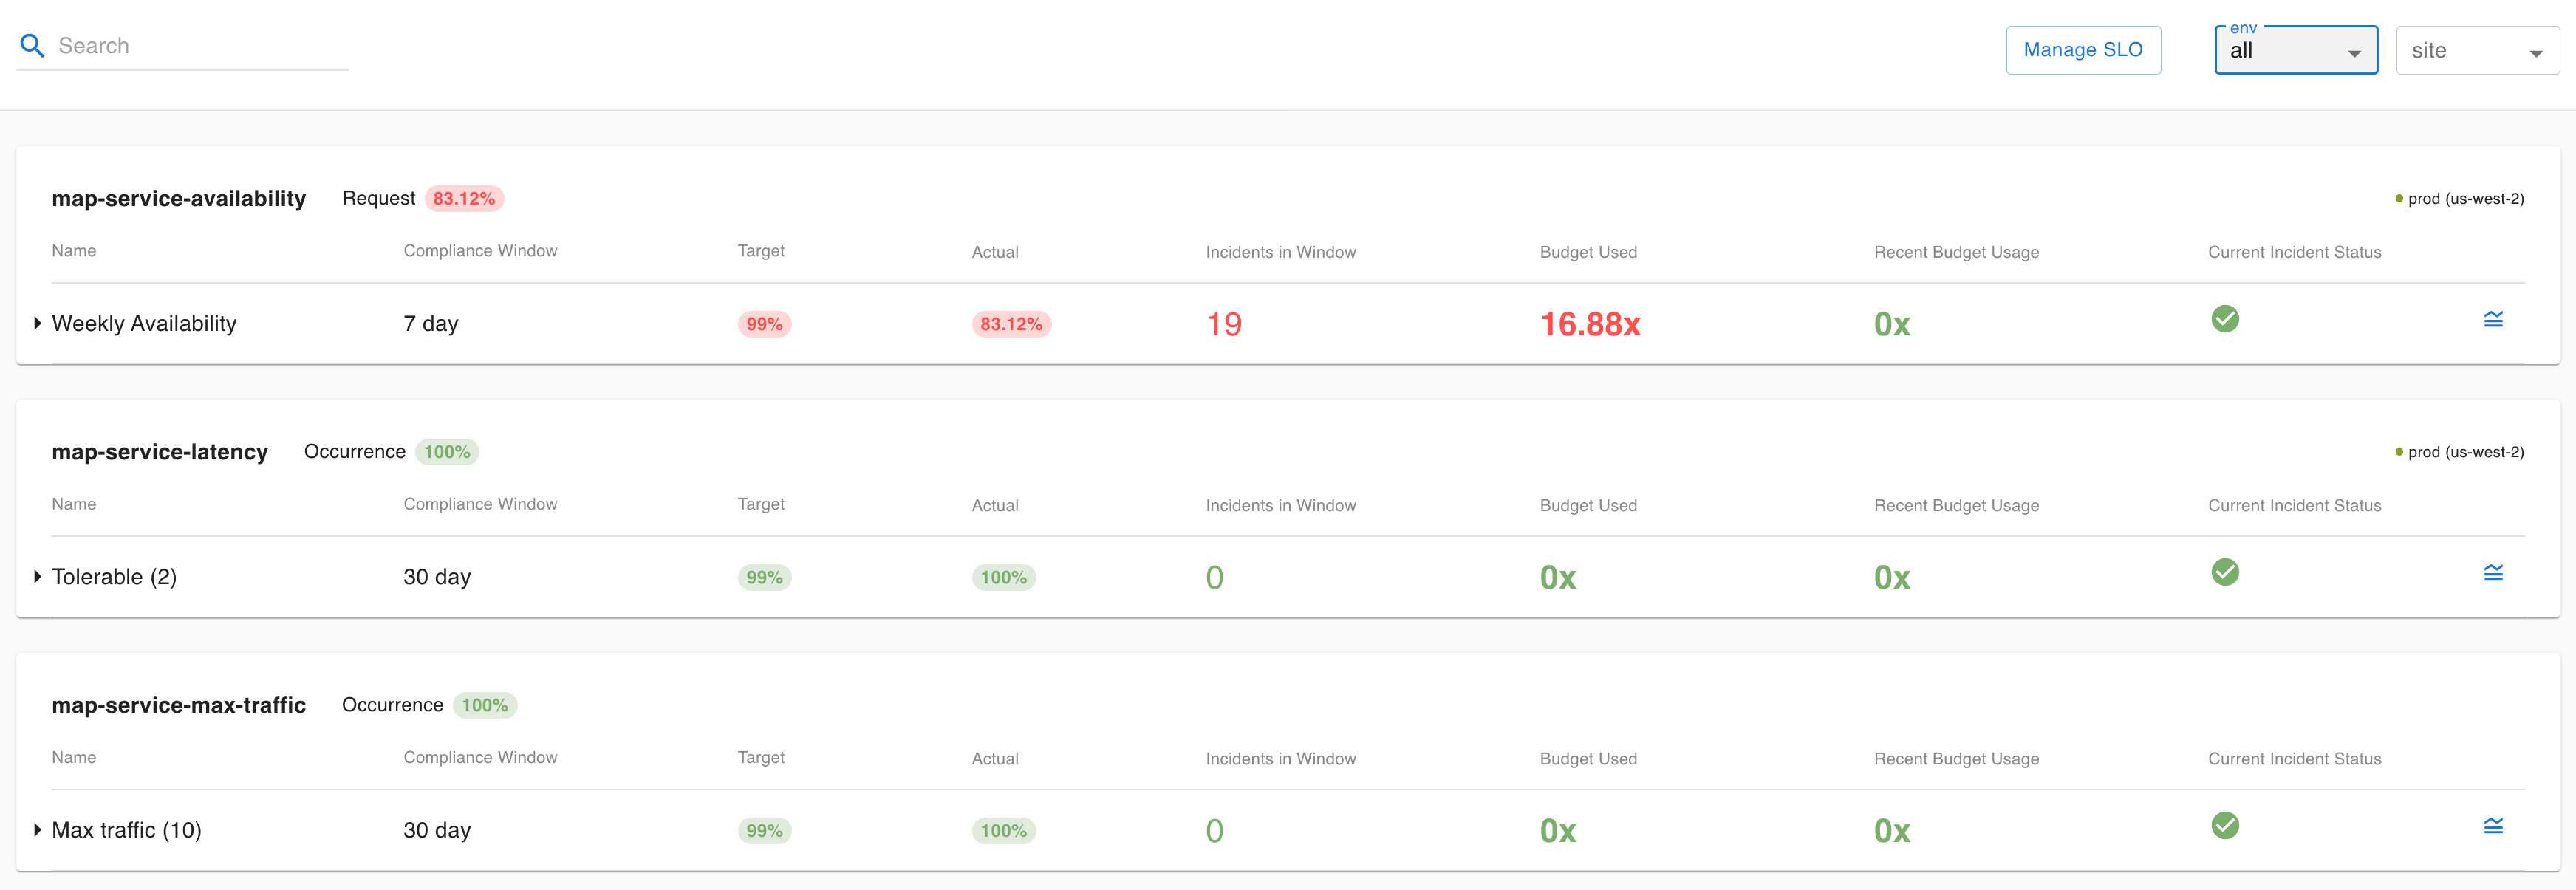 Search
Manage SLO
env
all
site
map-service-availability Request 83.12% prod (us-west-2)
Name Compliance Window Target Actual Incidents in Window Budget Used Recent Budget Usage Current Incident Status
Weekly Availability 7 day 99% 83.12% 19 16.88x 0x
map-service-latency Occurrence 100% prod (us-west-2)
Name Compliance Window Target Actual Incidents in Window Budget Used Recent Budget Usage Current Incident Status
Tolerable (2) 30 day 99% 100% 0 0x 0x
map-service-max-traffic Occurrence 100%
Name Compliance Window Target Actual Incidents in Window Budget Used Recent Budget Usage Current Incident Status
Max traffic (10) 30 day 99% 100% 0 0x 0x